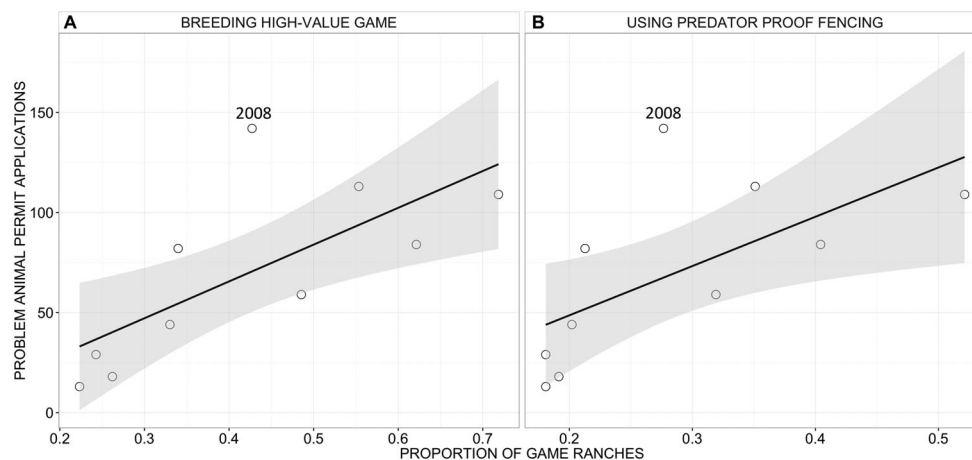 A BREEDING HIGH-VALUE GAME
B USING PREDATOR PROOF FENCING
PROBLEM ANIMAL PERMIT APPLICATIONS
150
100
50
0
2008
2008
0.2 0.3 0.4 0.5 0.6 0.7
0.2 0.3 0.4 0.5
PROPORTION OF GAME RANCHES